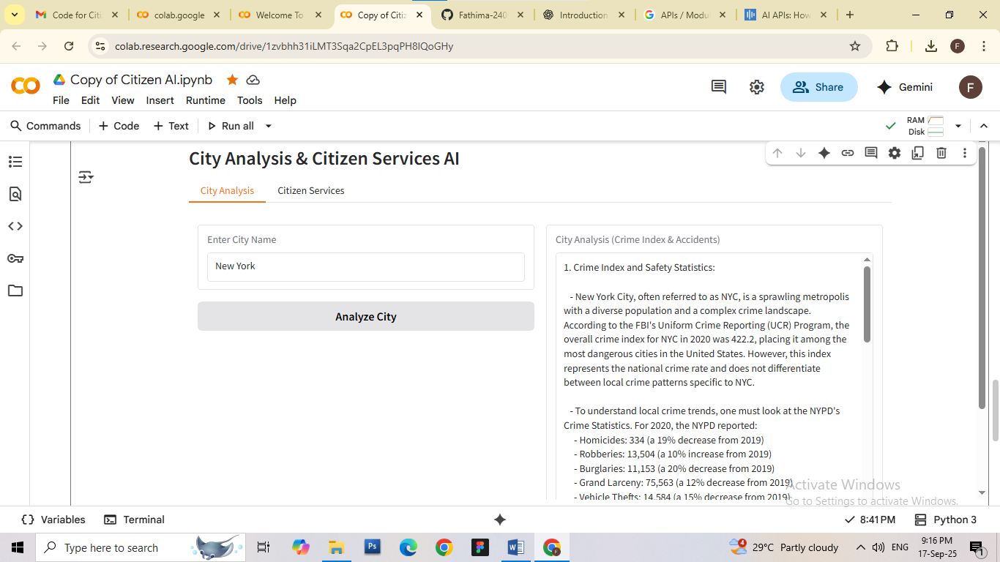 Code for Citi
colab.google
Welcome To
Copy of Citiz
Fathima-240
Introduction
APIs / Modu
AI APIs: How
colab.research.google.com/drive/1zvbhh31iLMT3Sqa2CpEL3pqPH8IQoGHy
F
Copy of Citizen AI.ipynb
File Edit View Insert Runtime Tools Help
Share
Gemini
F
Commands + Code + Text Run all
RAM
Disk
City Analysis & Citizen Services AI
City Analysis Citizen Services
Enter City Name
New York
Analyze City
City Analysis (Crime Index & Accidents)
1. Crime Index and Safety Statistics:
- New York City, often referred to as NYC, is a sprawling metropolis
with a diverse population and a complex crime landscape.
According to the FBI's Uniform Crime Reporting (UCR) Program, the
overall crime index for NYC in 2020 was 422.2, placing it among the
most dangerous cities in the United States. However, this index
represents the national crime rate and does not differentiate
between local crime patterns specific to NYC.
- To understand local crime trends, one must look at the NYPD's
Crime Statistics. For 2020, the NYPD reported:
- Homicides: 334 (a 19% decrease from 2019)
- Robberies: 13,504 (a 10% increase from 2019)
- Burglaries: 11,153 (a 20% decrease from 2019)
- Grand Larceny: 75,563 (a 12% decrease from 2019)
- Vehicle Thefts: 14,584 (a 15% decrease from 2019)
Activate Windows
Go to Settings to activate Windows.
Variables Terminal
8:41 PM Python 3
Type here to search
Ps
4
29°C Partly cloudy
ENG
9:16 PM
17-Sep-25
1